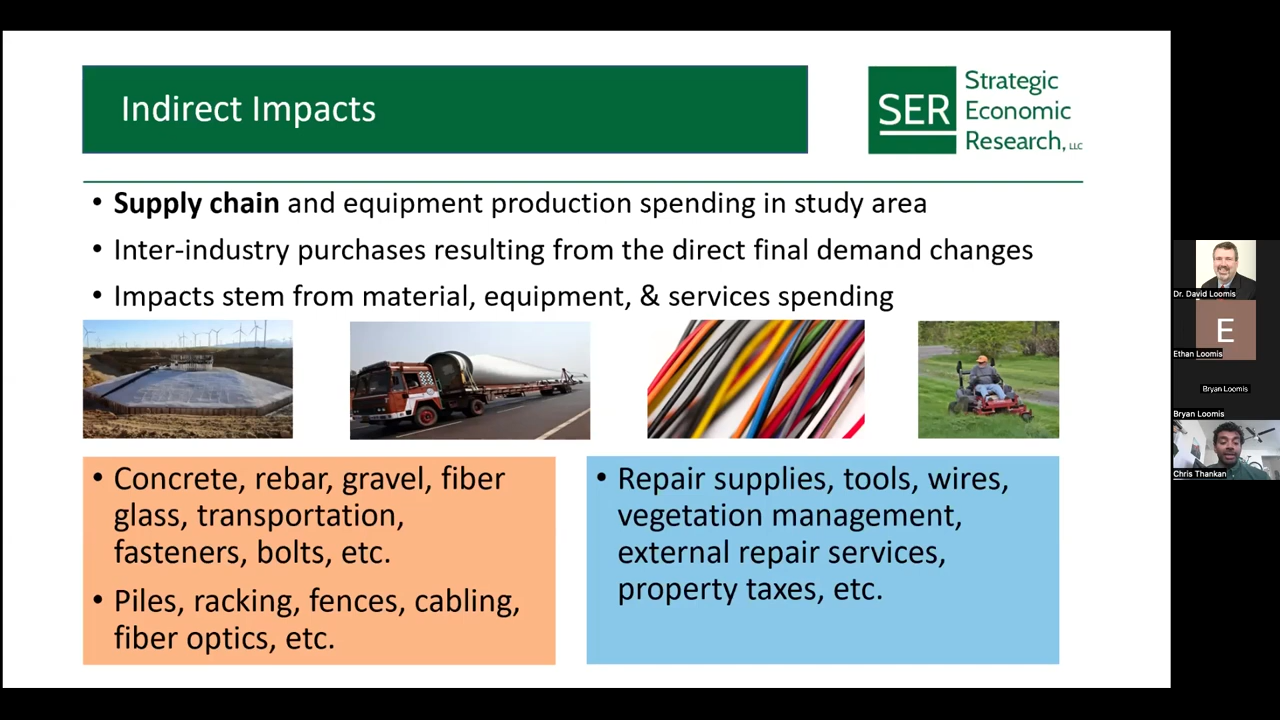 Indirect Impacts
SER
Strategic
Economic
Research, LLC
• Supply chain and equipment production spending in study area
• Inter-industry purchases resulting from the direct final demand changes
• Impacts stem from material, equipment, & services spending
• Concrete, rebar, gravel, fiber
glass, transportation,
fasteners, bolts, etc.
• Piles, racking, fences, cabling,
fiber optics, etc.
• Repair supplies, tools, wires,
vegetation management,
external repair services,
property taxes, etc.
Dr. David Loomis
E
Ethan Loomis
Bryan Loomis
Bryan Loomis
Chris Thankan